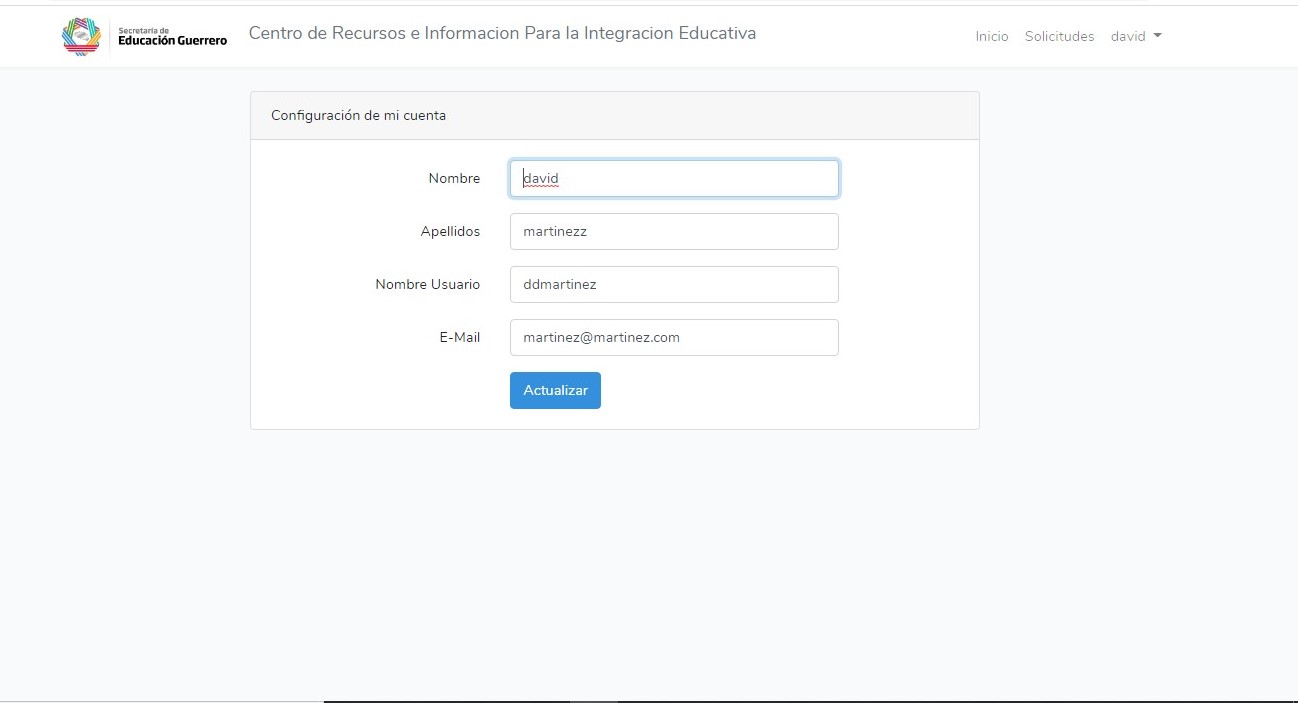 Secretaría de
Educación Guerrero
Centro de Recursos e Informacion Para la Integracion Educativa
Inicio Solicitudes david
Configuración de mi cuenta
Nombre david
Apellidos martinezz
Nombre Usuario ddmartinez
E-Mail martinez@martinez.com
Actualizar